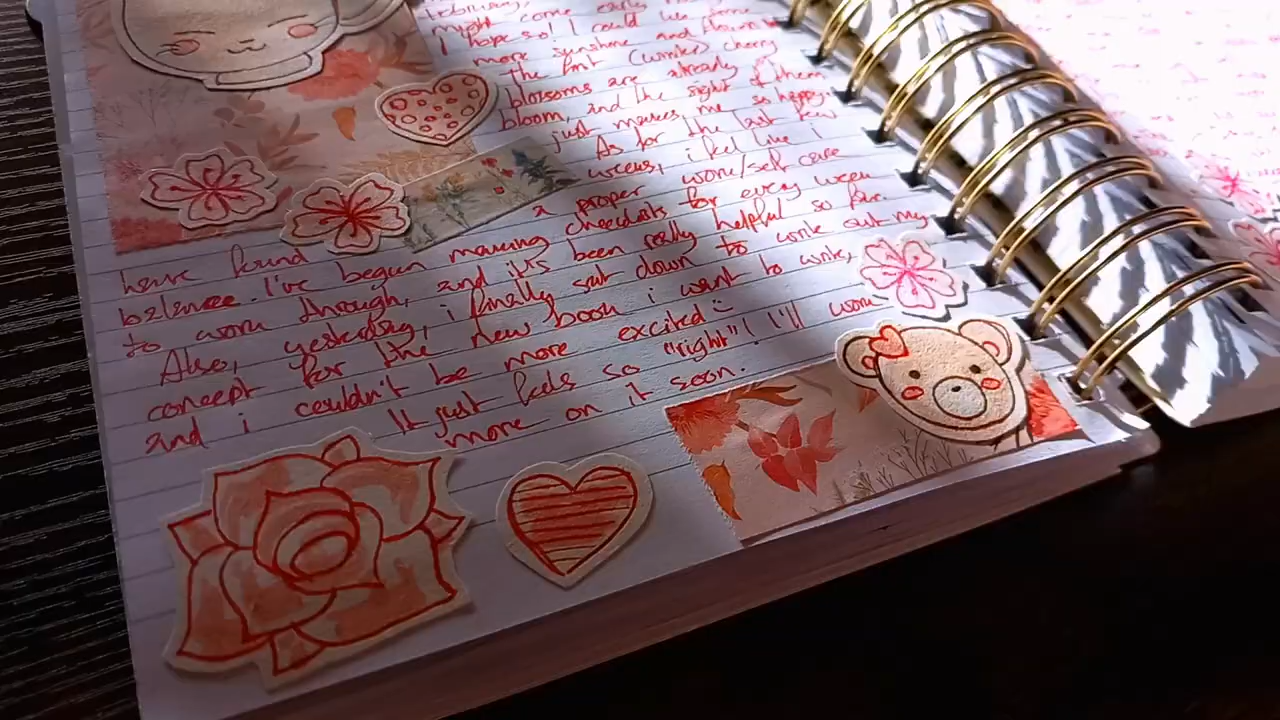 February,
might come early
I hope so! I could use some
more sunshine and flowers
The first (winter) cherry
blossoms are already in
bloom, and the sight of them
just makes me so happy.
As for the last few
weeks, i feel like i
have found a proper work/self care
balance. I've begun making checklists for every week
to work through, and it's been really helpful so far.
Also, yesterday, i finally sat down to work out my
concept for the new book i want to write,
and i couldn't be more excited
It just feels so "right"! I'll work
more on it soon.